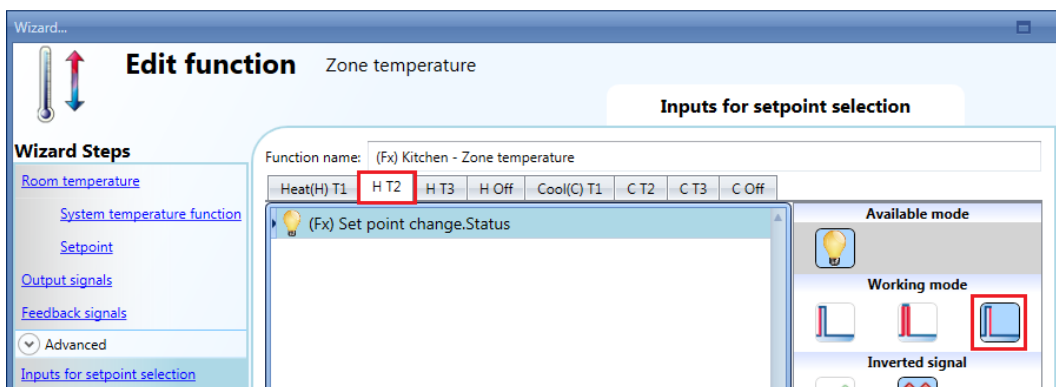 Wizard...
Edit function Zone temperature
Inputs for setpoint selection
Wizard Steps
Room temperature
System temperature function
Setpoint
Output signals
Feedback signals
Advanced
Inputs for setpoint selection
Function name: (Fx) Kitchen - Zone temperature
Heat(H) T1 H T2 H T3 H Off Cool(C) T1 C T2 C T3 C Off
(Fx) Set point change.Status
Available mode
Working mode
Inverted signal